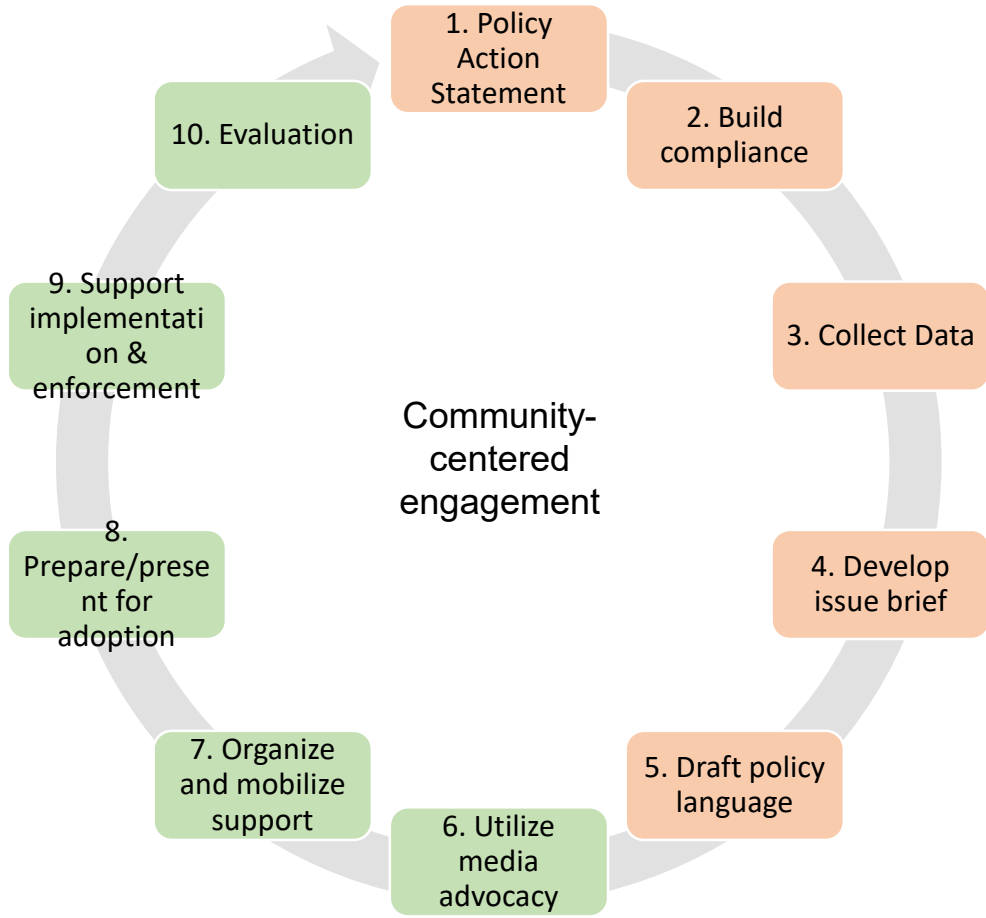 1. Policy
Action
Statement
2. Build
compliance
3. Collect Data
4. Develop
issue brief
5. Draft policy
language
6. Utilize
media
advocacy
7. Organize
and mobilize
support
8.
Prepare/prese
nt for
adoption
9. Support
implementati
on &
enforcement
10. Evaluation
Community-
centered
engagement